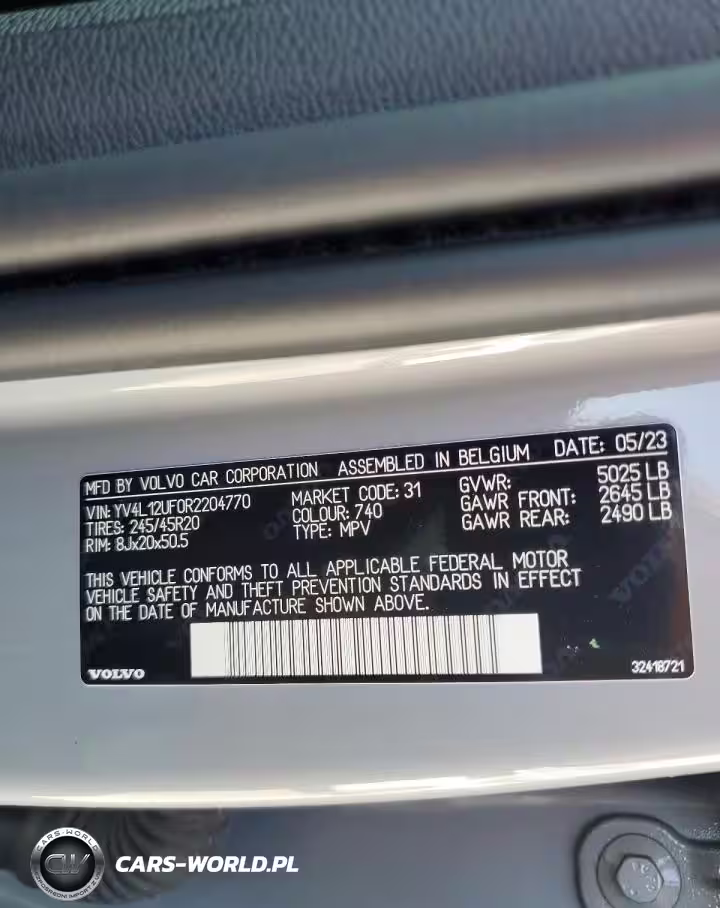 MFD BY VOLVO CAR CORPORATION ASSEMBLED IN BELGIUM DATE: 05/23
VIN: YV4L12UF0R2204770 MARKET CODE: 31 GVWR: 5025 LB
TIRES: 245/45R20 COLOUR: 740 GAWR FRONT: 2645 LB
RIM: 8Jx20x50.5 TYPE: MPV GAWR REAR: 2490 LB
THIS VEHICLE CONFORMS TO ALL APPLICABLE FEDERAL MOTOR
VEHICLE SAFETY AND THEFT PREVENTION STANDARDS IN EFFECT
ON THE DATE OF MANUFACTURE SHOWN ABOVE.
VOLVO 32418721
CARS-WORLD
CW
CARS-WORLD.PL